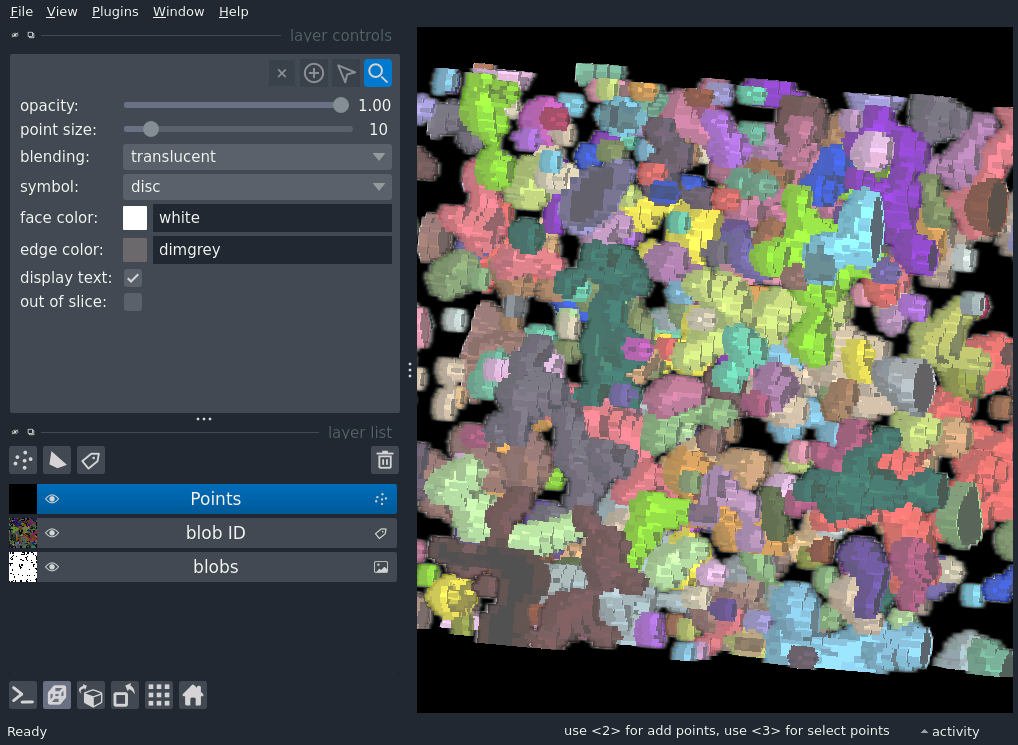 File View Plugins Window Help
layer controls
opacity: 1.00
point size: 10
blending: translucent
symbol: disc
face color: white
edge color: dimgrey
display text:
out of slice:
layer list
Points
blob ID
blobs
Ready use <2> for add points, use <3> for select points activity